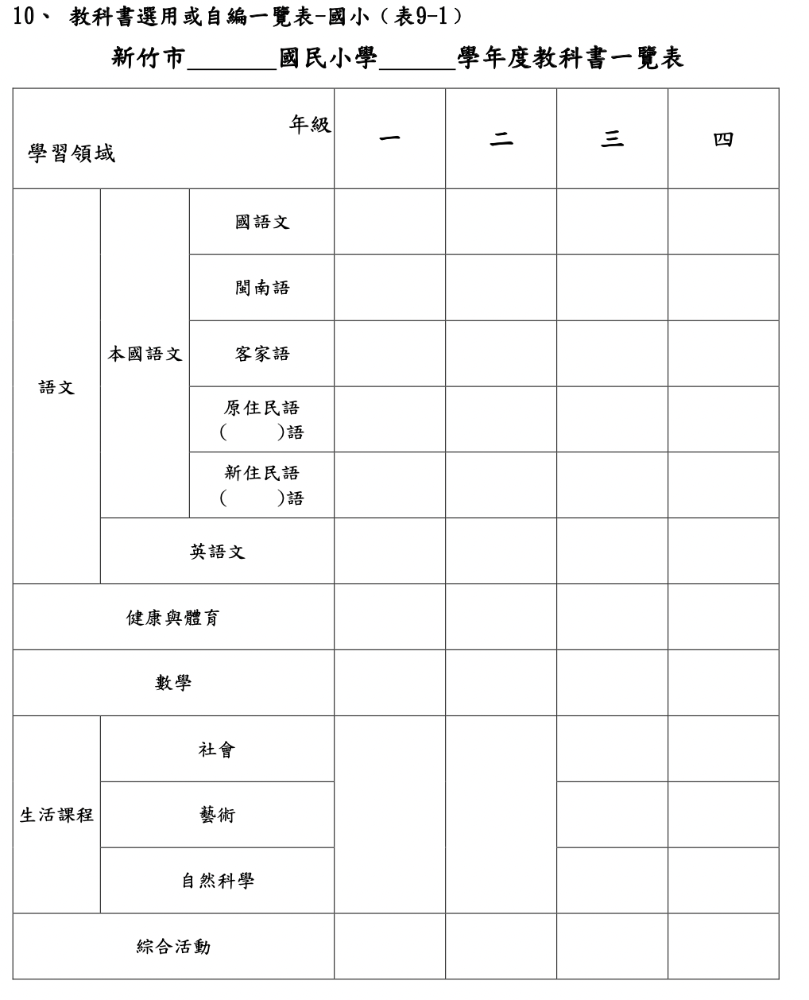 10、 教科書選用或自編一覽表-國小（表9-1）
新竹市_______國民小學______學年度教科書一覽表
年級
學習領域
一 二 三 四
國語文
閩南語
本國語文
客家語
語文
原住民語
(    )語
新住民語
(    )語
英語文
健康與體育
數學
社會
生活課程
藝術
自然科學
綜合活動